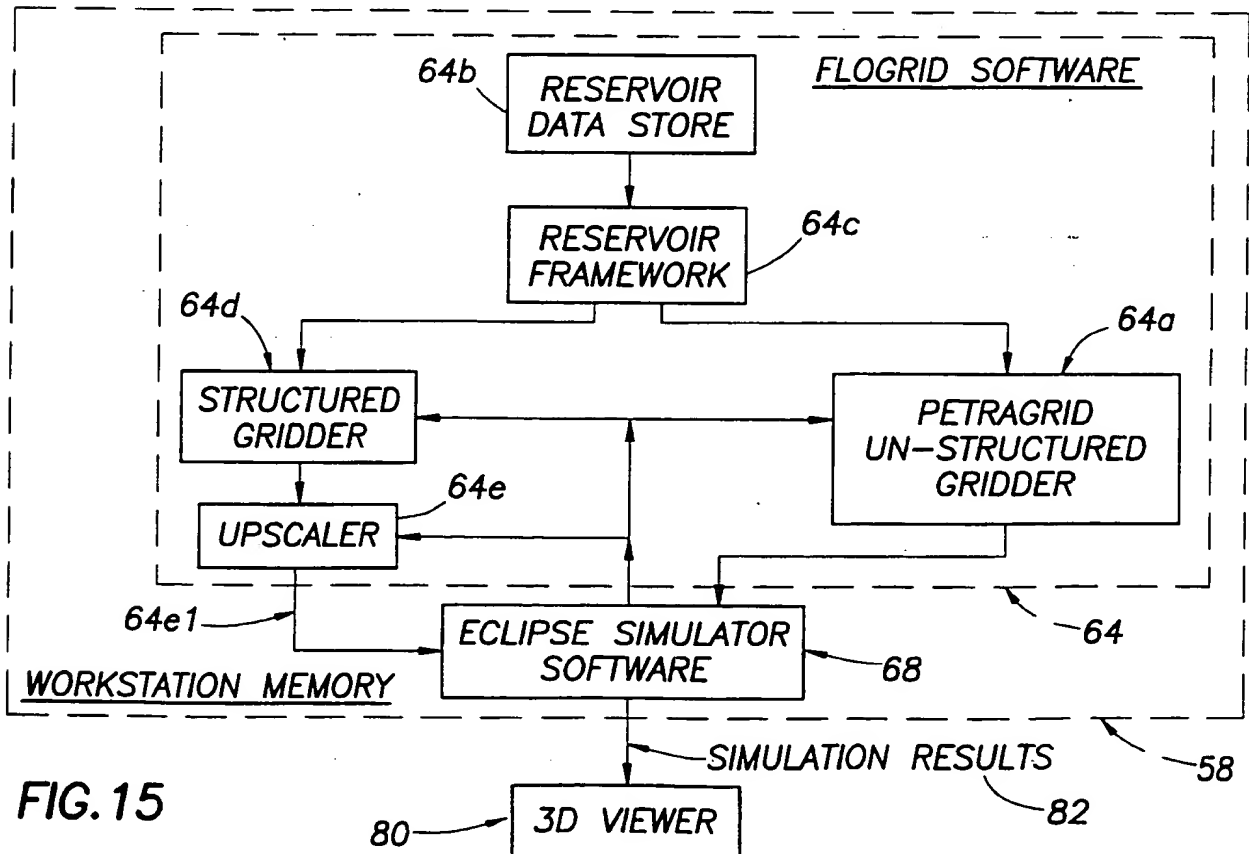 64b
RESERVOIR
DATA STORE
FLOGRID SOFTWARE
RESERVOIR
FRAMEWORK
64c
64d
64a
STRUCTURED
GRIDDER
PETRAGRID
UN-STRUCTURED
GRIDDER
64e
UPSCALER
64e1
64
ECLIPSE SIMULATOR
SOFTWARE
68
WORKSTATION MEMORY
58
SIMULATION RESULTS
82
FIG.15
80
3D VIEWER